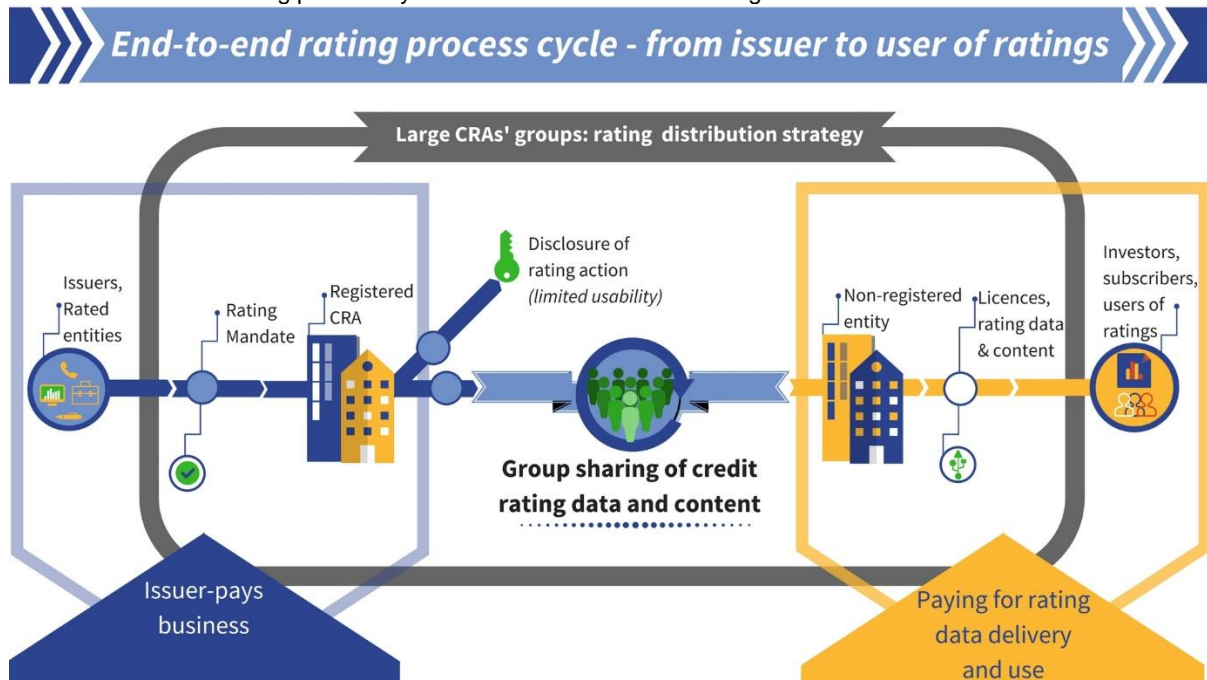 End-to-end rating process cycle - from issuer to user of ratings
Large CRAs' groups: rating distribution strategy
Issuers,
Rated
entities
Rating
Mandate
Registered
CRA
Disclosure of
rating action
(limited usability)
Group sharing of credit
rating data and content
Non-registered
entity
Licences,
rating data
& content
Investors,
subscribers,
users of
ratings
Issuer-pays
business
Paying for rating
data delivery
and use